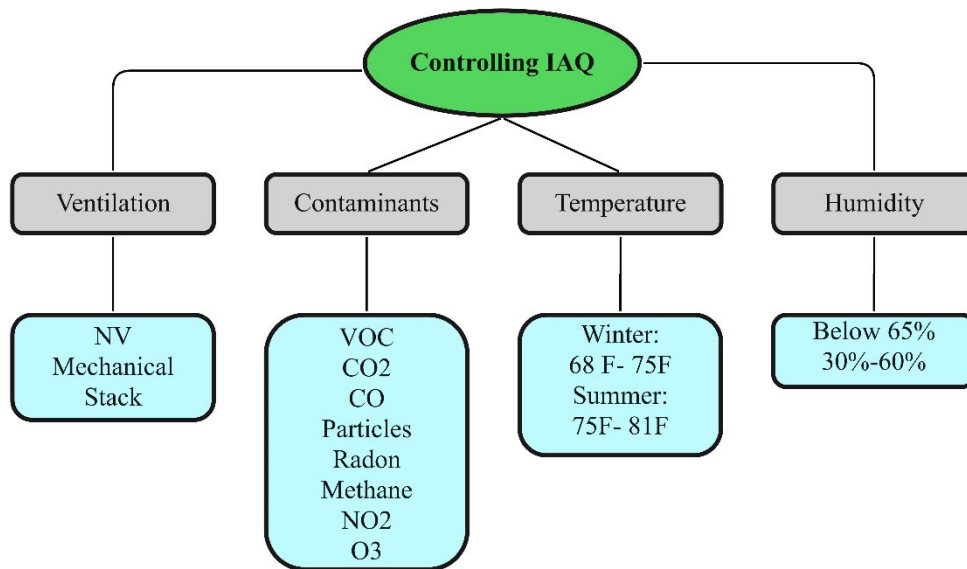 Controlling IAQ
Ventilation
Contaminants
Temperature
Humidity
NV
Mechanical
Stack
VOC
CO2
CO
Particles
Radon
Methane
NO2
O3
Winter:
68 F- 75F
Summer:
75F- 81F
Below 65%
30%-60%